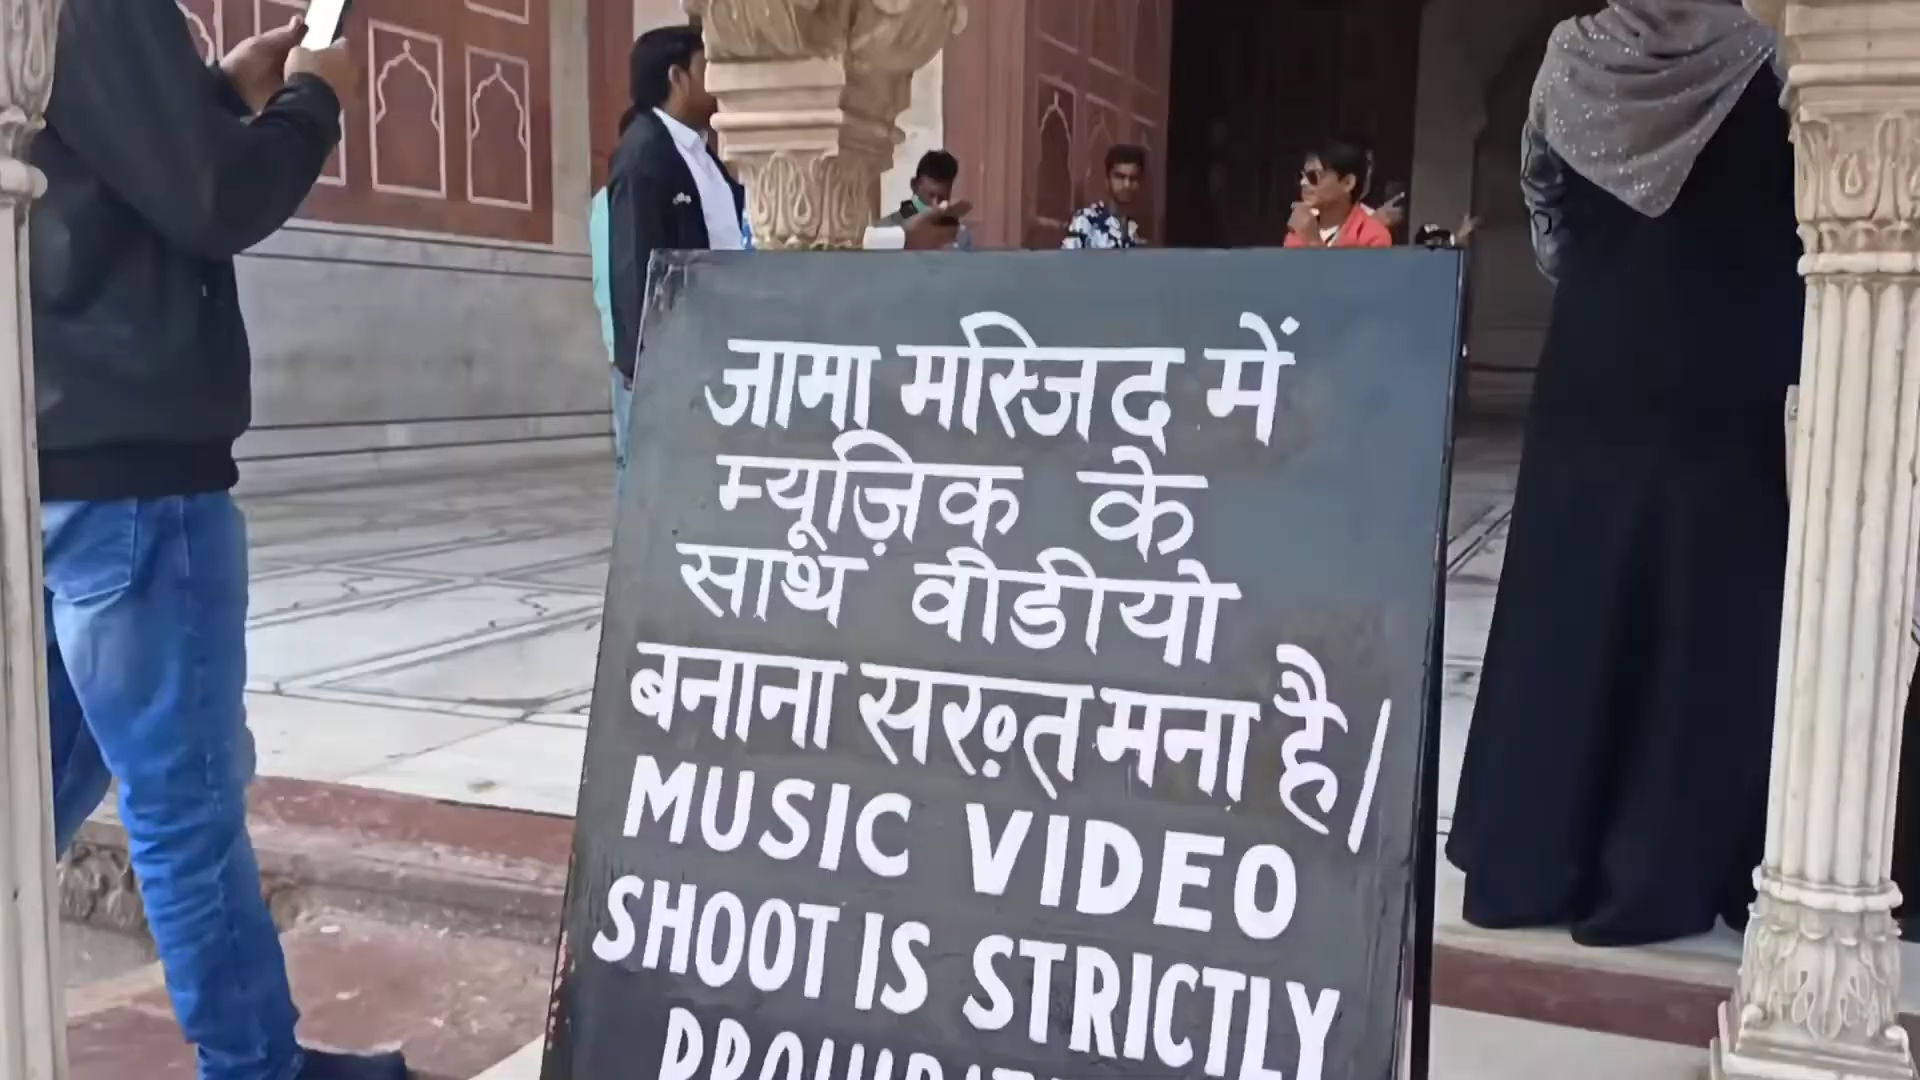 जामा मस्जिद में
म्यूज़िक के
साथ वीडीयो
बनाना सख़्त मना है।
MUSIC VIDEO
SHOOT IS STRICTLY